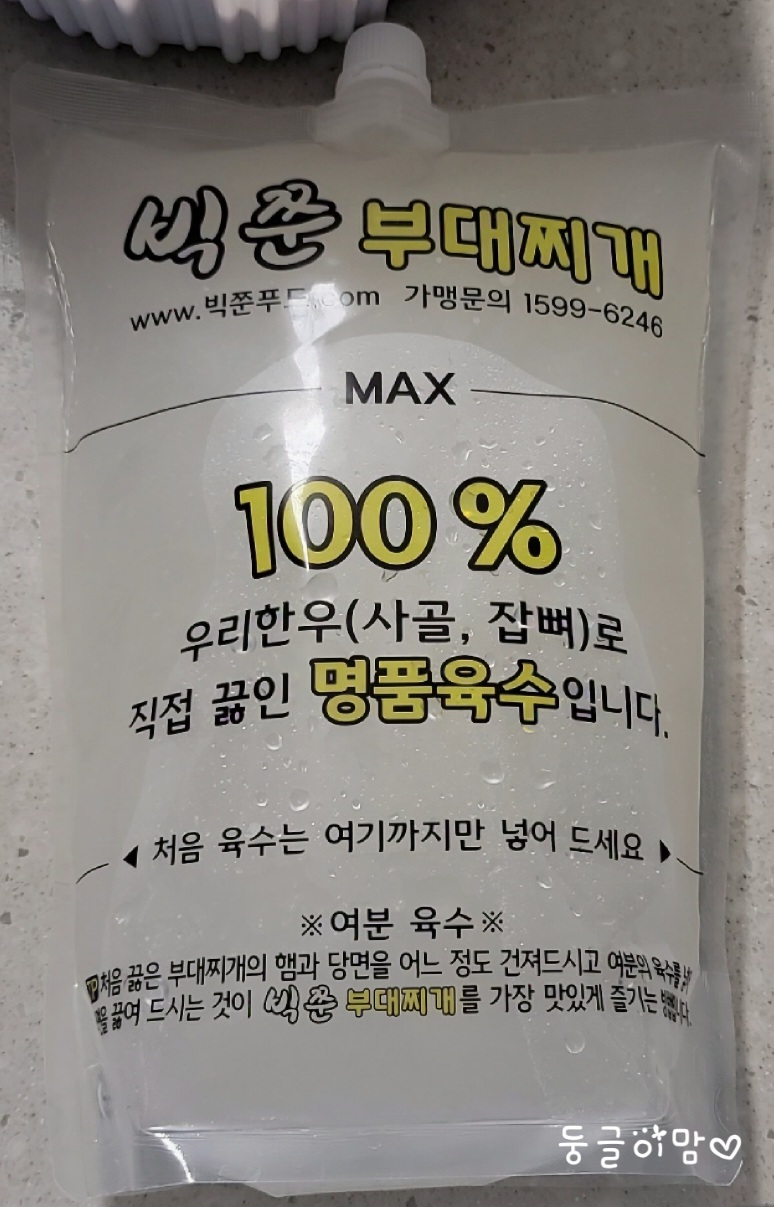 빅쭌 부대찌개
www.빅쭌푸드.com 가맹문의 1599-6246
MAX
100%
우리한우(사골, 잡뼈)로
직접 끓인 명품육수입니다.
◀ 처음 육수는 여기까지만 넣어 드세요 ▶
※여분 육수※
처음 끓은 부대찌개의 햄과 당면을 어느 정도 건져드시고 여분의 육수를
끓여 드시는 것이 빅쭌 부대찌개를 가장 맛있게 즐기는 방법입니다.
둥글이맘♡